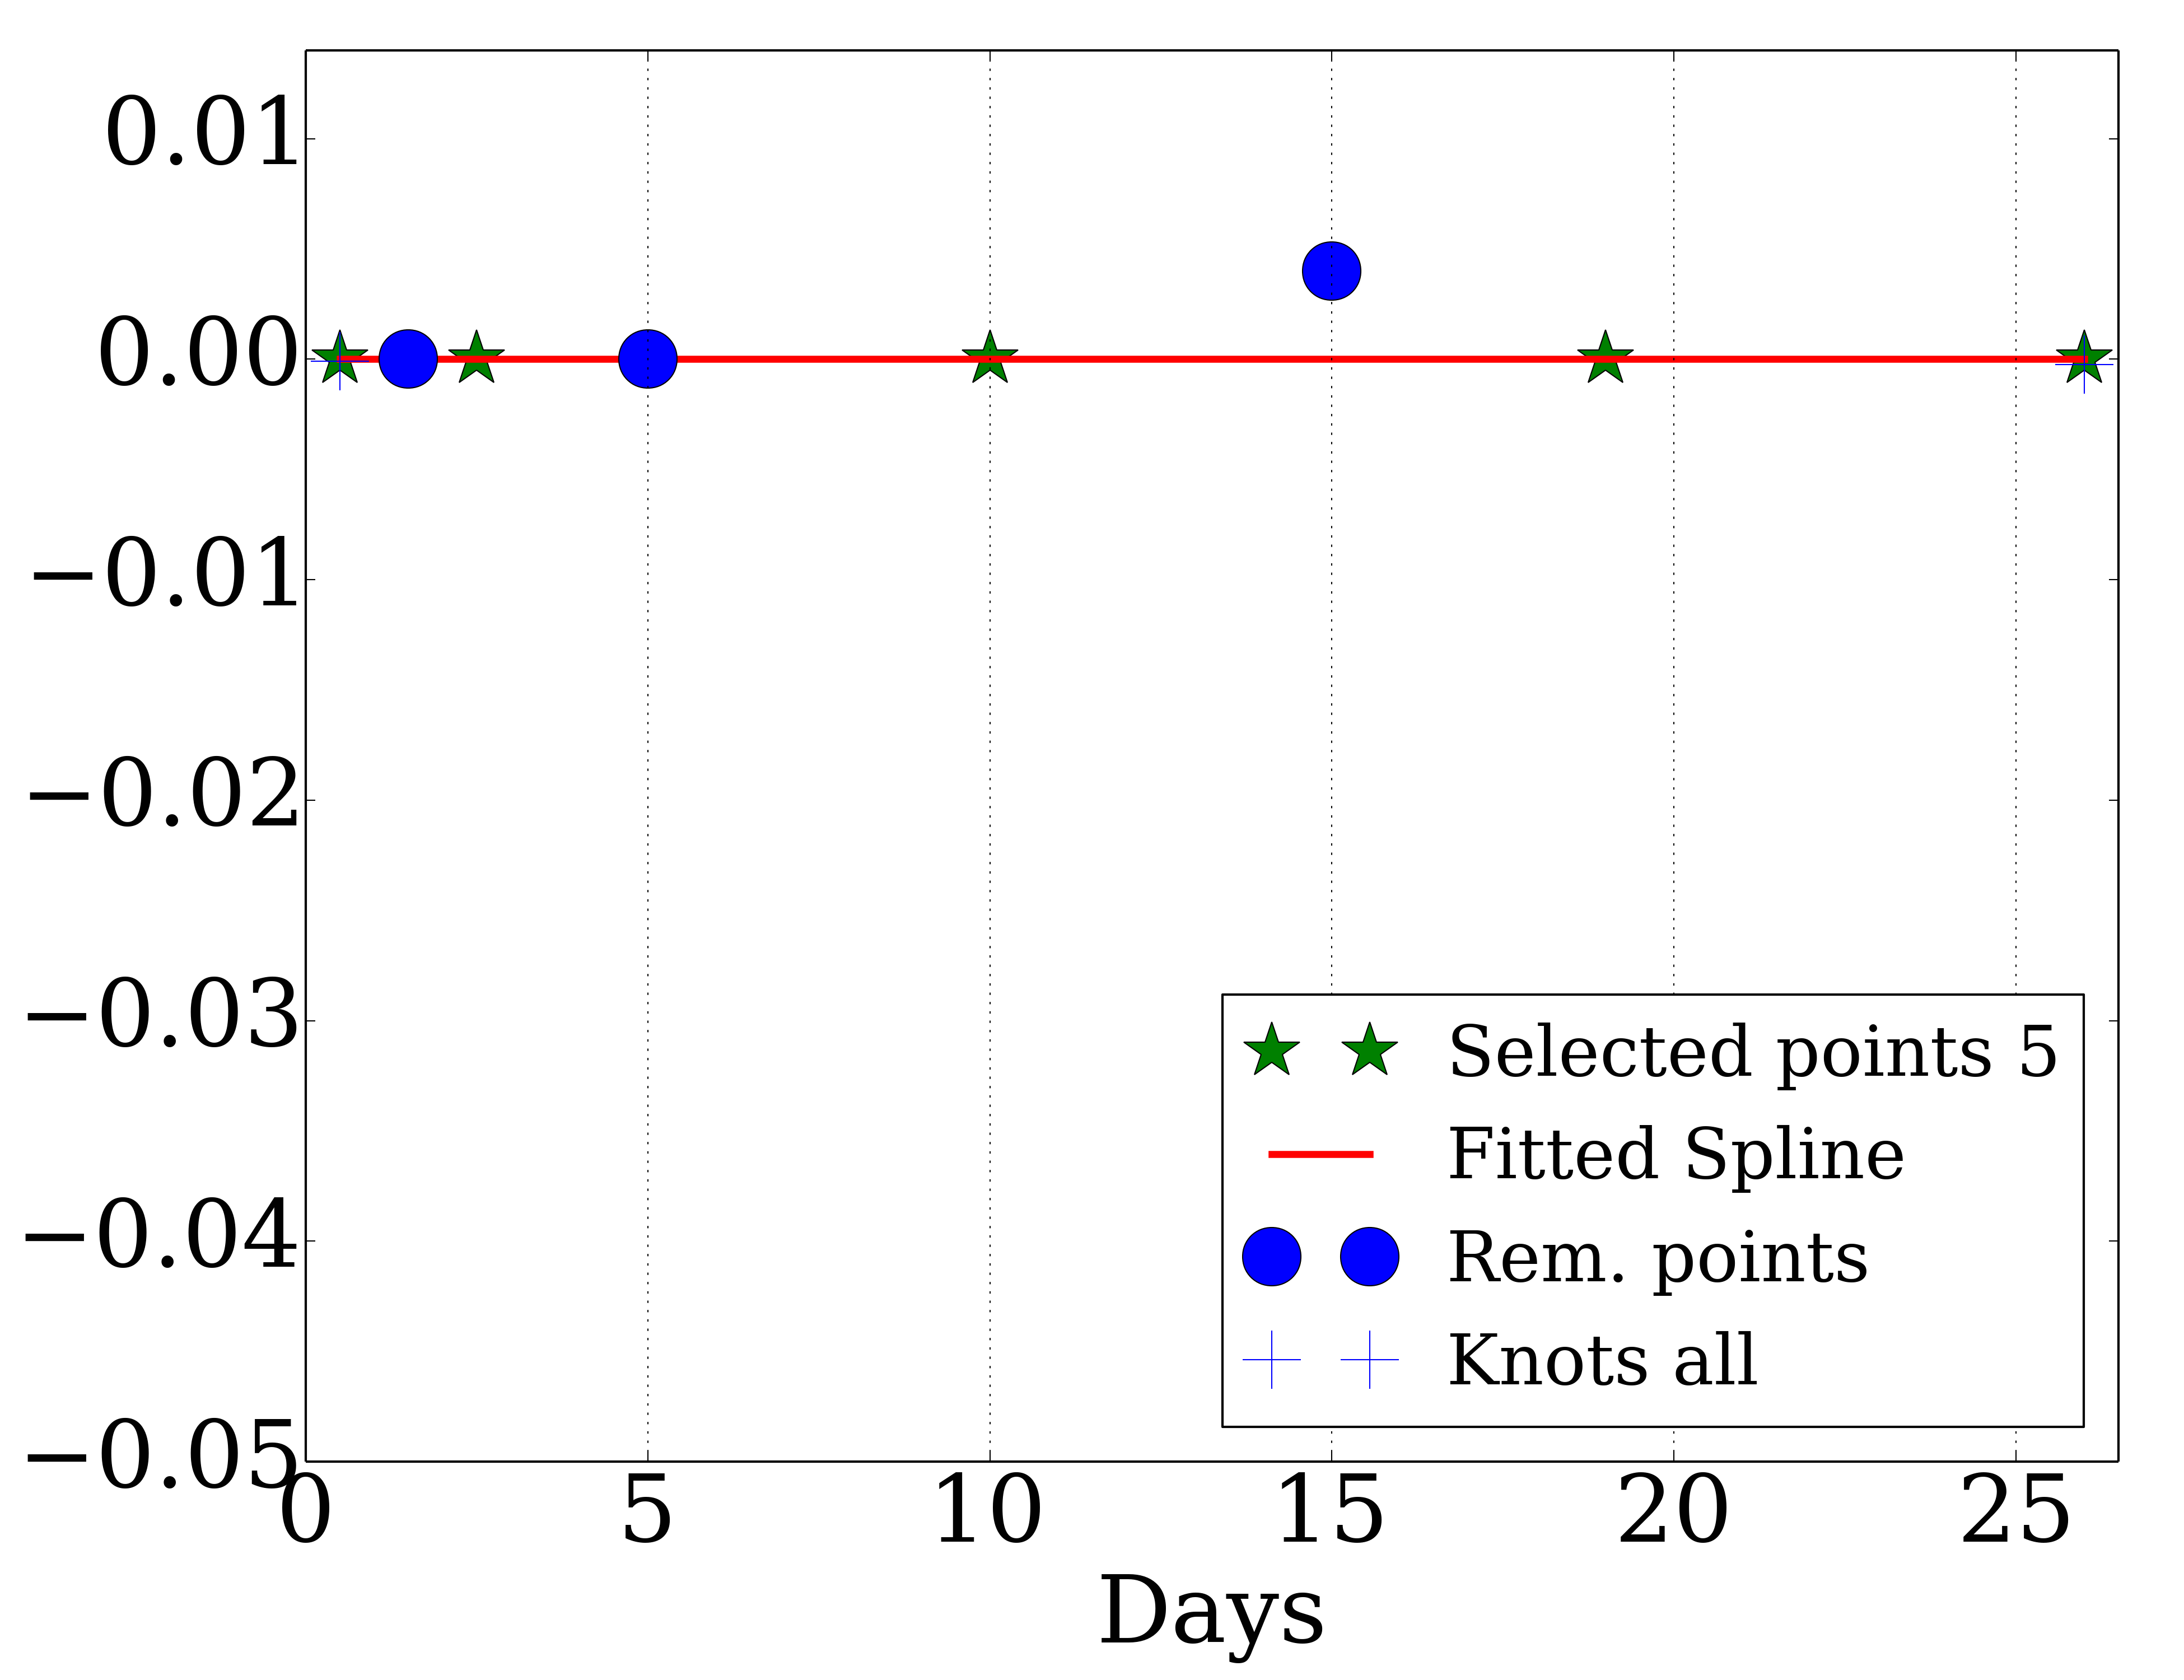 0.01
0.00
−0.01
−0.02
−0.03
−0.04
−0.05
Selected points 5
Fitted Spline
Rem. points
Knots all
0 5 10 15 20 25
Days